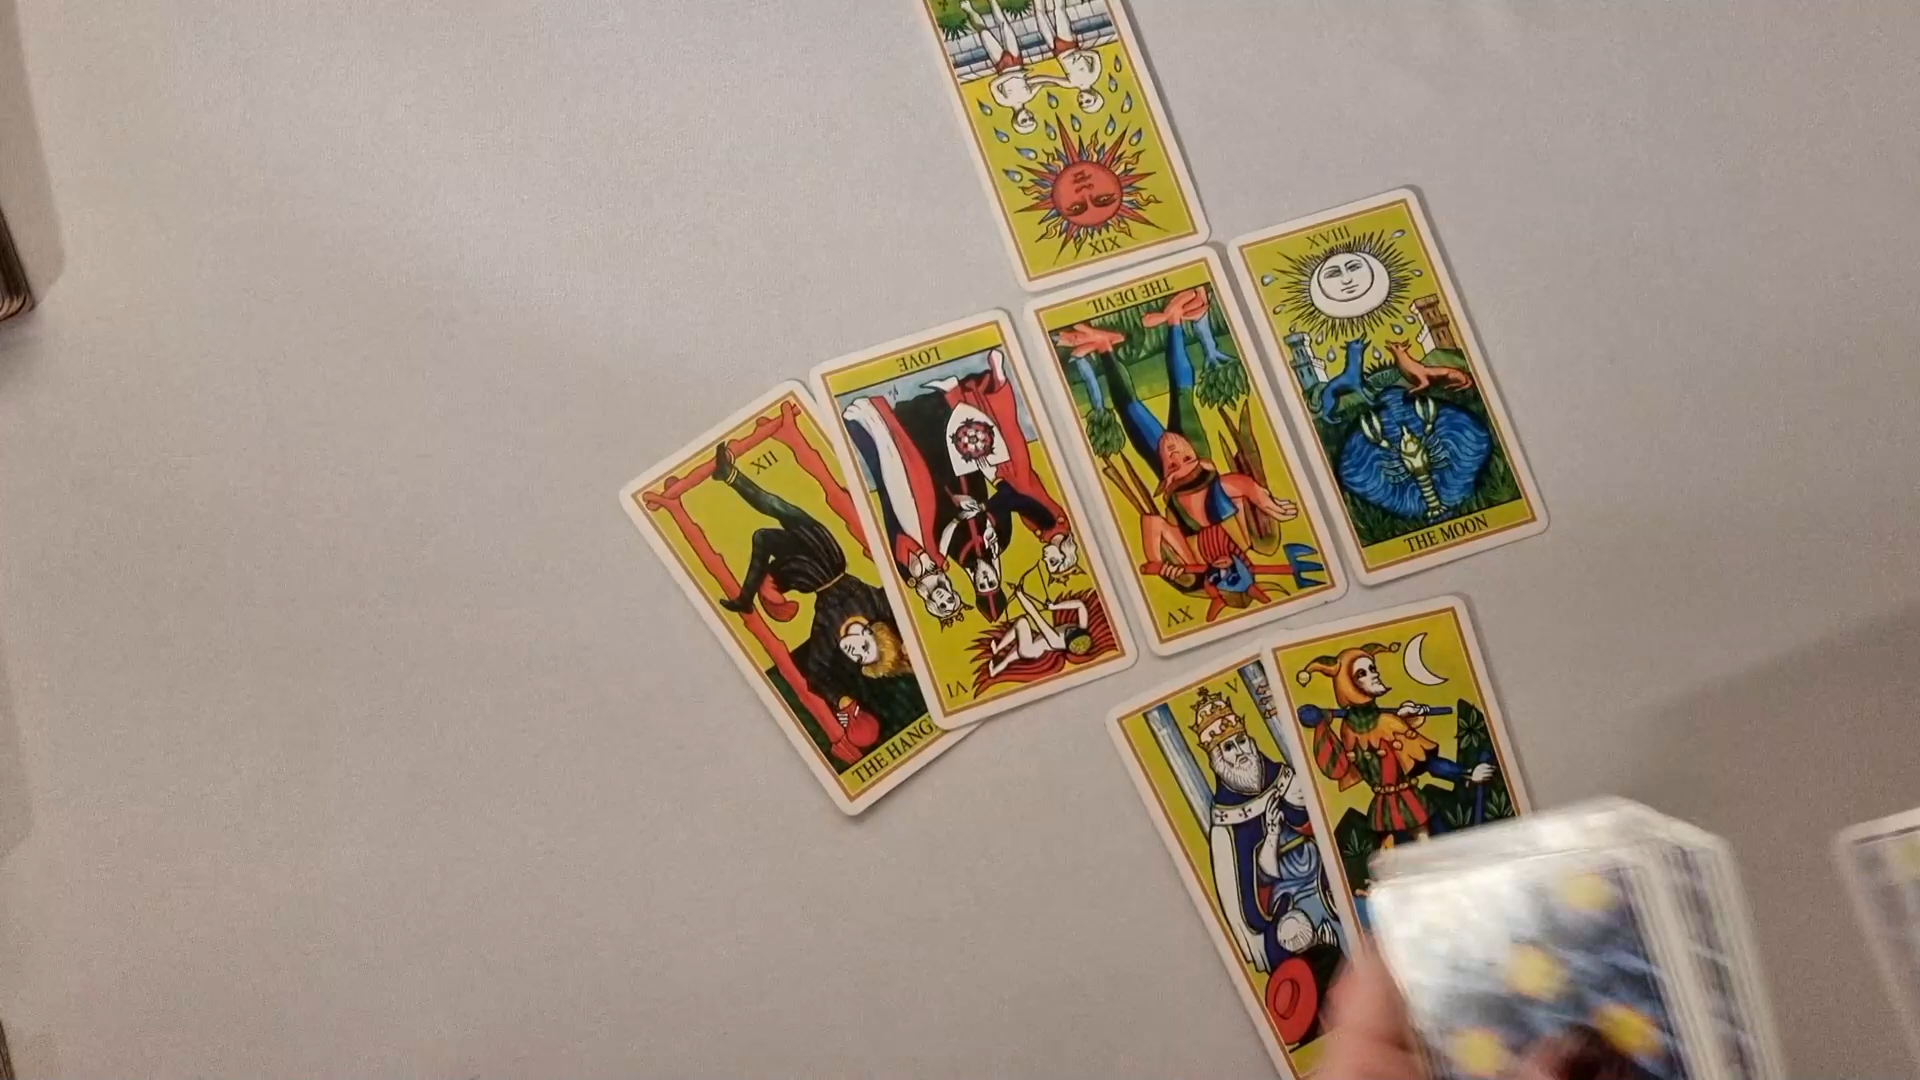 XIX
THE DEVIL
XV
XVIII
THE MOON
LOVE
VI
XII
THE HANG
V